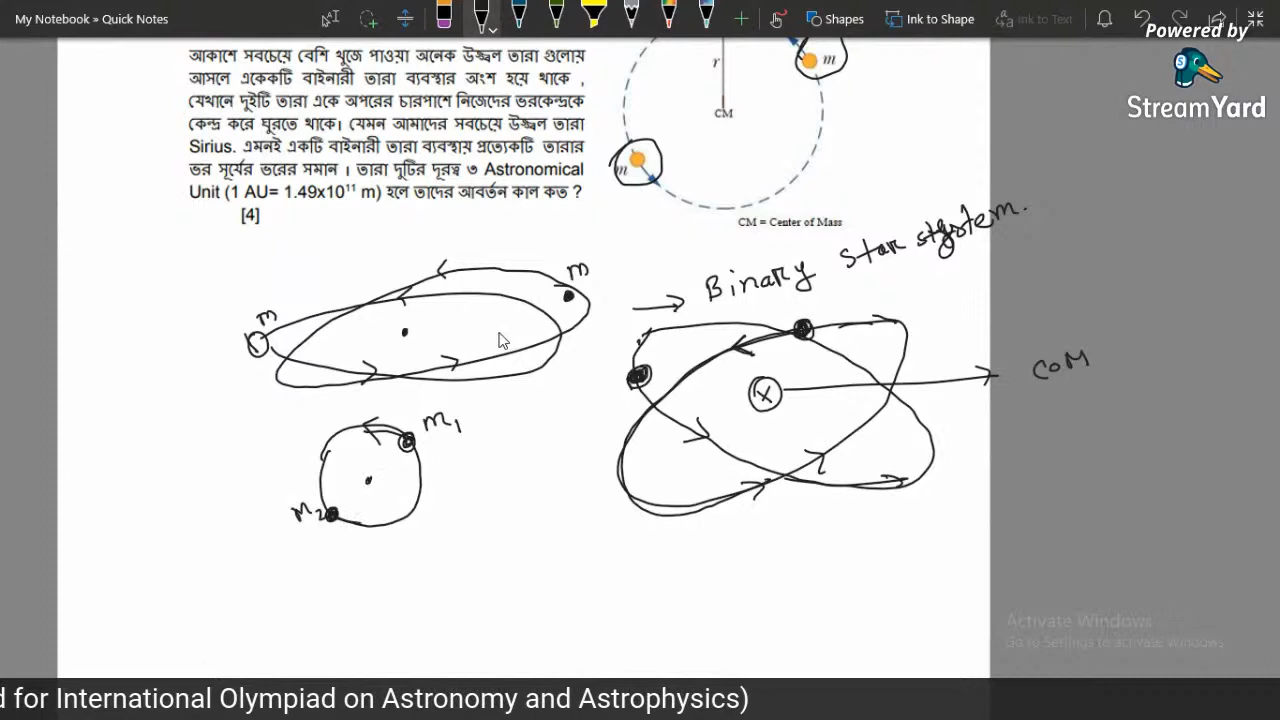 My Notebook » Quick Notes
Shapes
Ink to Shape
Ink to Text
Powered by
StreamYard
আকাশে সবচেয়ে বেশি খুজে পাওয়া অনেক উজ্জ্বল তারা গুলোয়
আসলে একেকটি বাইনারী তারা ব্যবস্থার অংশ হয়ে থাকে ,
যেখানে দুইটি তারা একে অপরের চারপাশে নিজেদের ভরকেন্দ্রকে
কেন্দ্র করে ঘুরতে থাকে। যেমন আমাদের সবচেয়ে উজ্জ্বল তারা
Sirius. এমনই একটি বাইনারী তারা ব্যবস্থায় প্রত্যেকটি তারার
ভর সূর্যের ভরের সমান । তারা দুটির দূরত্ব ৩ Astronomical
Unit (1 AU= 1.49x10¹¹ m) হলে তাদের আবর্তন কাল কত ?
[4]
r
m
CM
m
CM = Center of Mass
→ Binary star system.
m
m
COM
m₁
m₂
Activate Windows
Go to Settings to activate Windows.
d for International Olympiad on Astronomy and Astrophysics)